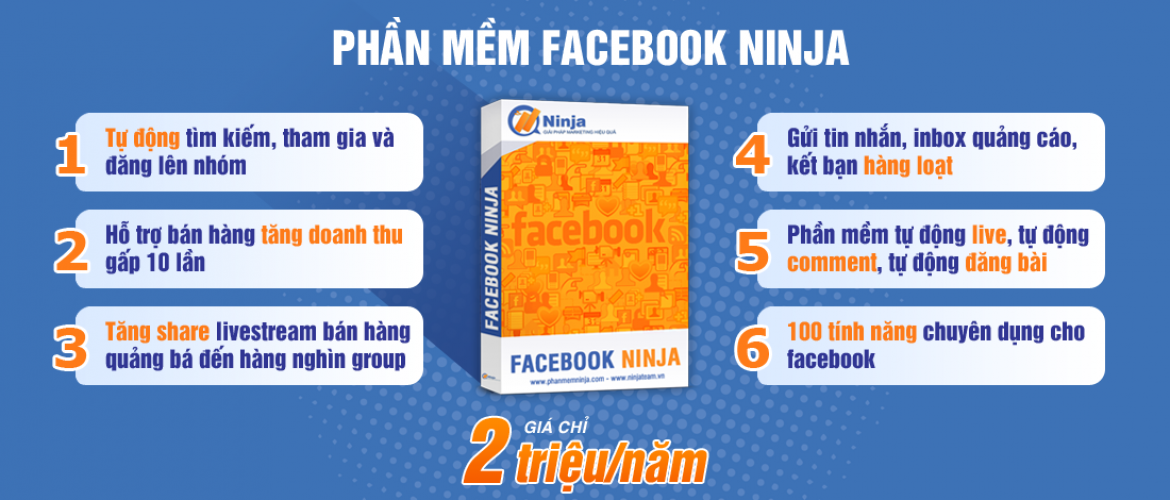 PHẦN MỀM FACEBOOK NINJA
1
Tự động tìm kiếm, tham gia và
đăng lên nhóm
2
Hỗ trợ bán hàng tăng doanh thu
gấp 10 lần
3
Tăng share livestream bán hàng
quảng bá đến hàng nghìn group
Ninja
GIẢI PHÁP MARKETING HIỆU QUẢ
facebook
FACEBOOK NINJA
FACEBOOK NINJA
www.phanmemninja.com - www.ninjateam.vn
4
Gửi tin nhắn, inbox quảng cáo,
kết bạn hàng loạt
5
Phần mềm tự động live, tự động
comment, tự động đăng bài
6
100 tính năng chuyên dụng cho
facebook
GIÁ CHỈ
2 triệu/năm